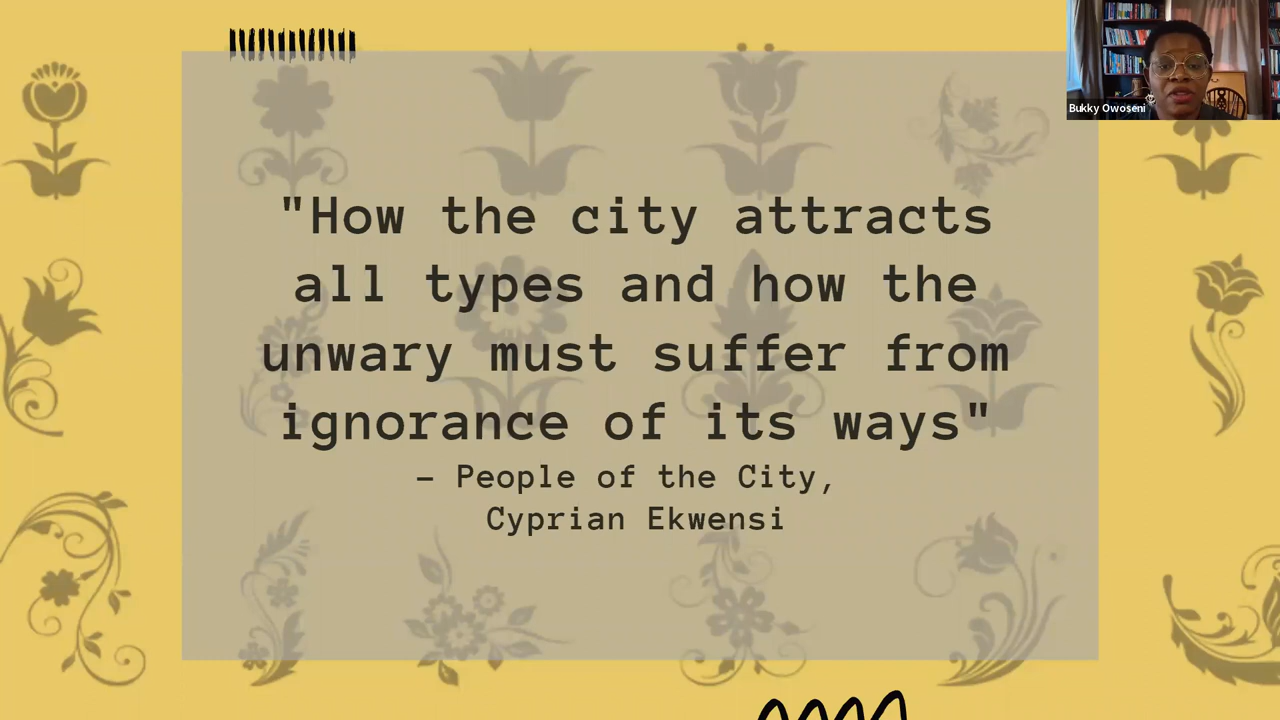 "How the city attracts
all types and how the
unwary must suffer from
ignorance of its ways"
– People of the City,
Cyprian Ekwensi
Bukky Owoseni